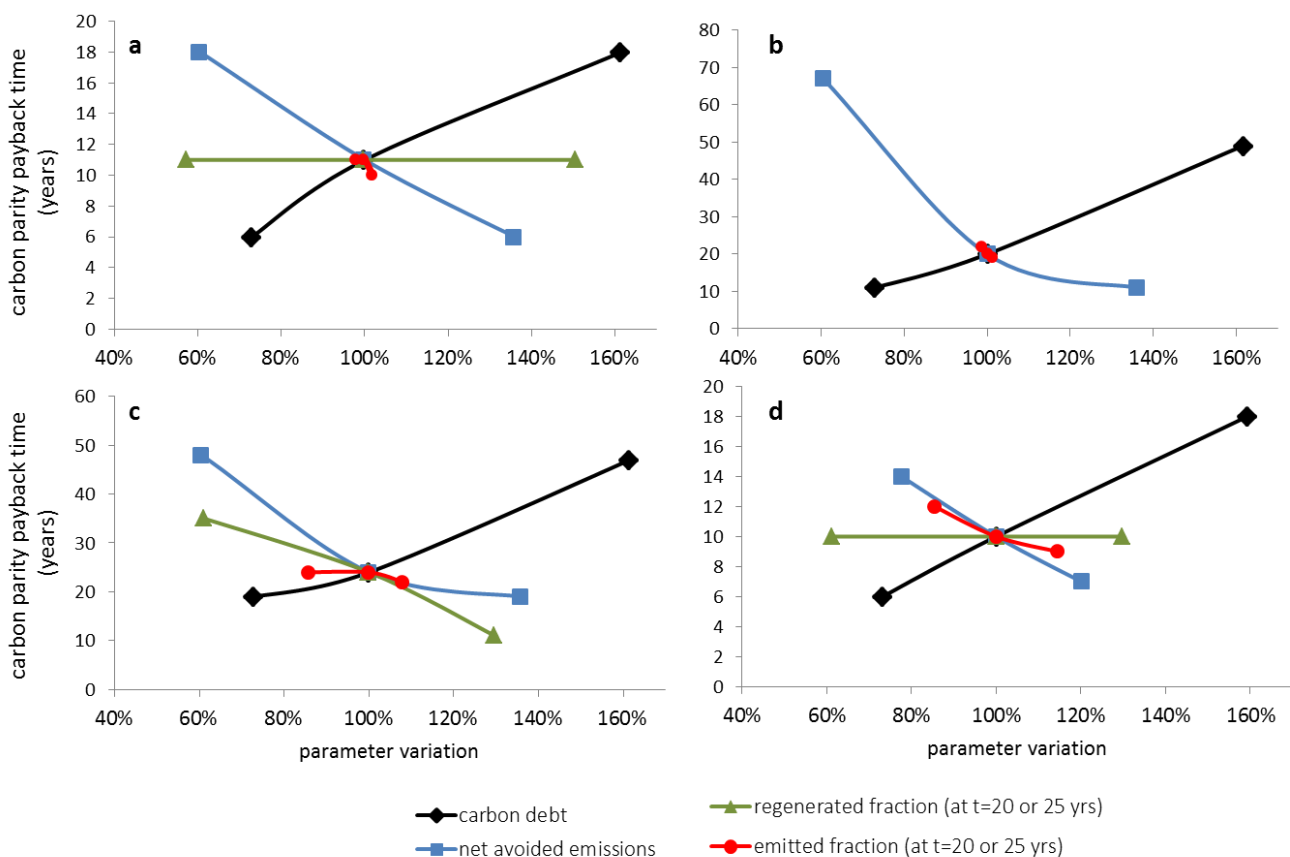 a
20
18
16
14
12
10
8
6
4
2
0
40% 60% 80% 100% 120% 140% 160%
carbon parity payback time
(years)
b
80
70
60
50
40
30
20
10
0
40% 60% 80% 100% 120% 140% 160%
c
60
50
40
30
20
10
0
40% 60% 80% 100% 120% 140% 160%
carbon parity payback time
(years)
parameter variation
d
20
18
16
14
12
10
8
6
4
2
0
40% 60% 80% 100% 120% 140% 160%
parameter variation
carbon debt
regenerated fraction (at t=20 or 25 yrs)
net avoided emissions
emitted fraction (at t=20 or 25 yrs)